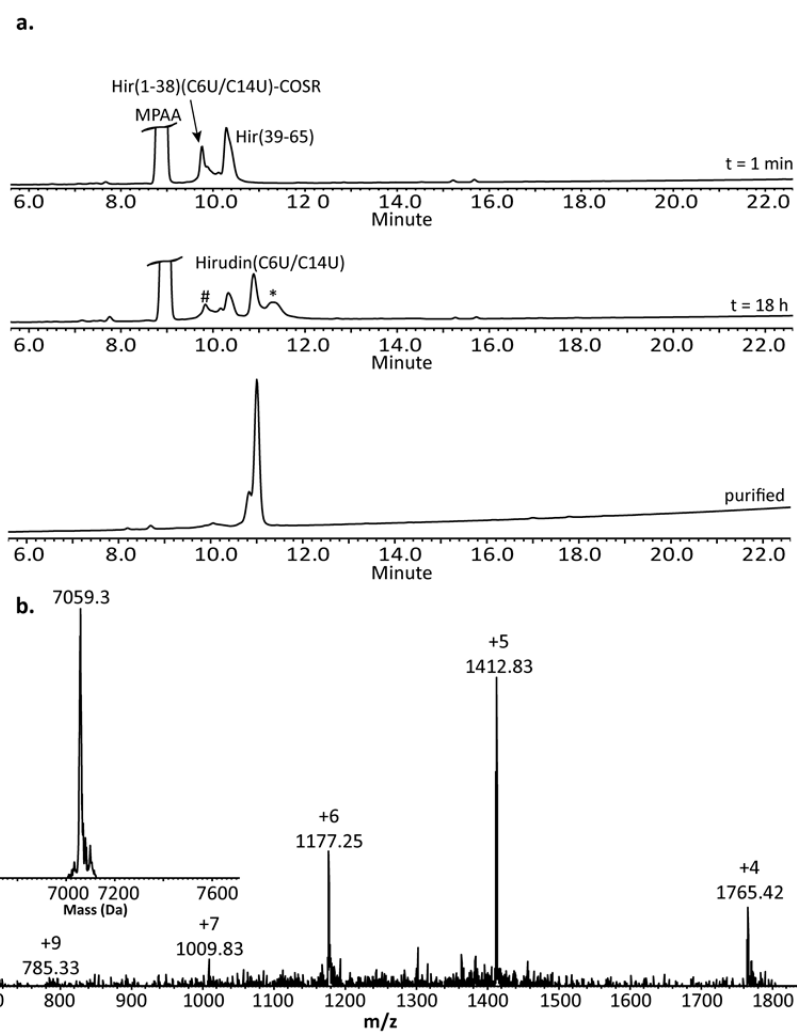 a.
Hir(1-38)(C6U/C14U)-COSR
MPAA
Hir(39-65)
t = 1 min
6.0 8.0 10.0 12.0 14.0 16.0 18.0 20.0 22.0
Minute
Hirudin(C6U/C14U)
# *
t = 18 h
6.0 8.0 10.0 12.0 14.0 16.0 18.0 20.0 22.0
Minute
purified
6.0 8.0 10.0 12.0 14.0 16.0 18.0 20.0 22.0
Minute
b.
7059.3
+5
1412.83
+6
1177.25
+4
1765.42
7000 7200 7600
Mass (Da)
+7
1009.83
+9
785.33
0 800 900 1000 1100 1200 1300 1400 1500 1600 1700 1800
m/z